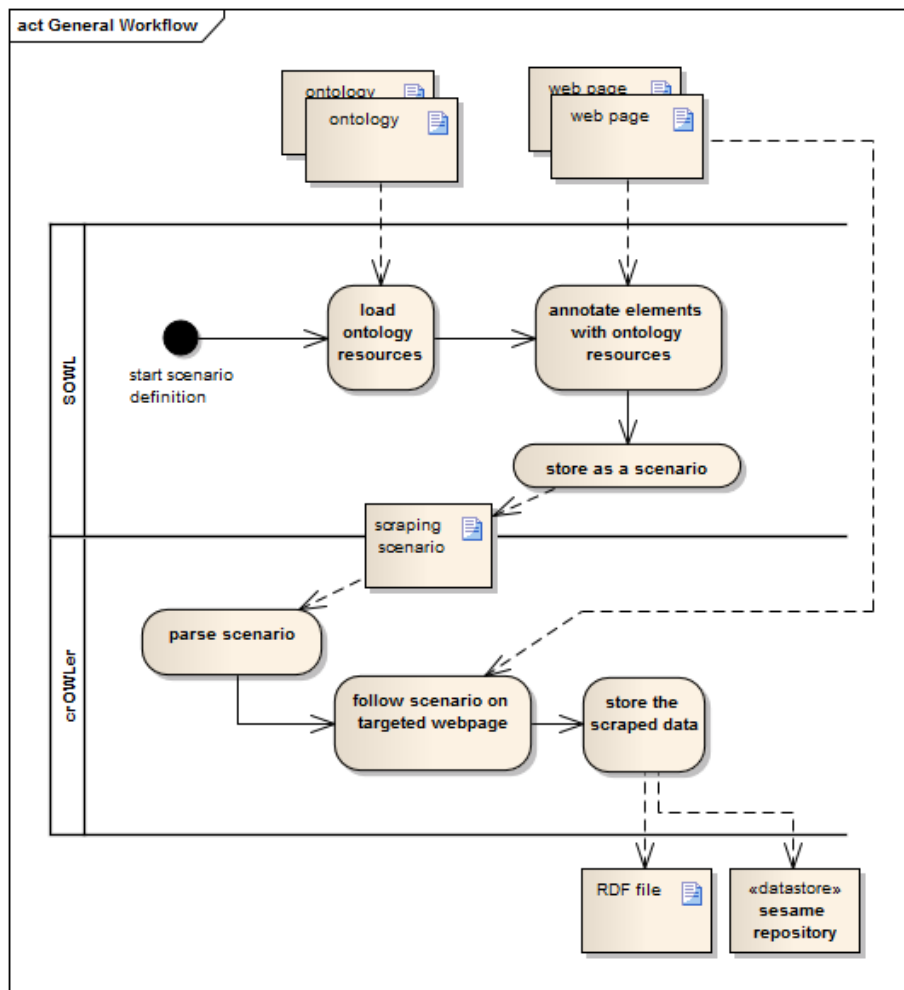 act General Workflow
ontology
ontology
web page
web page
SOWL
load
ontology
resources
annotate elements
with ontology
resources
start scenario
definition
store as a scenario
scraping
scenario
crOWLer
parse scenario
follow scenario on
targeted webpage
store the
scraped data
RDF file
«datastore»
sesame
repository